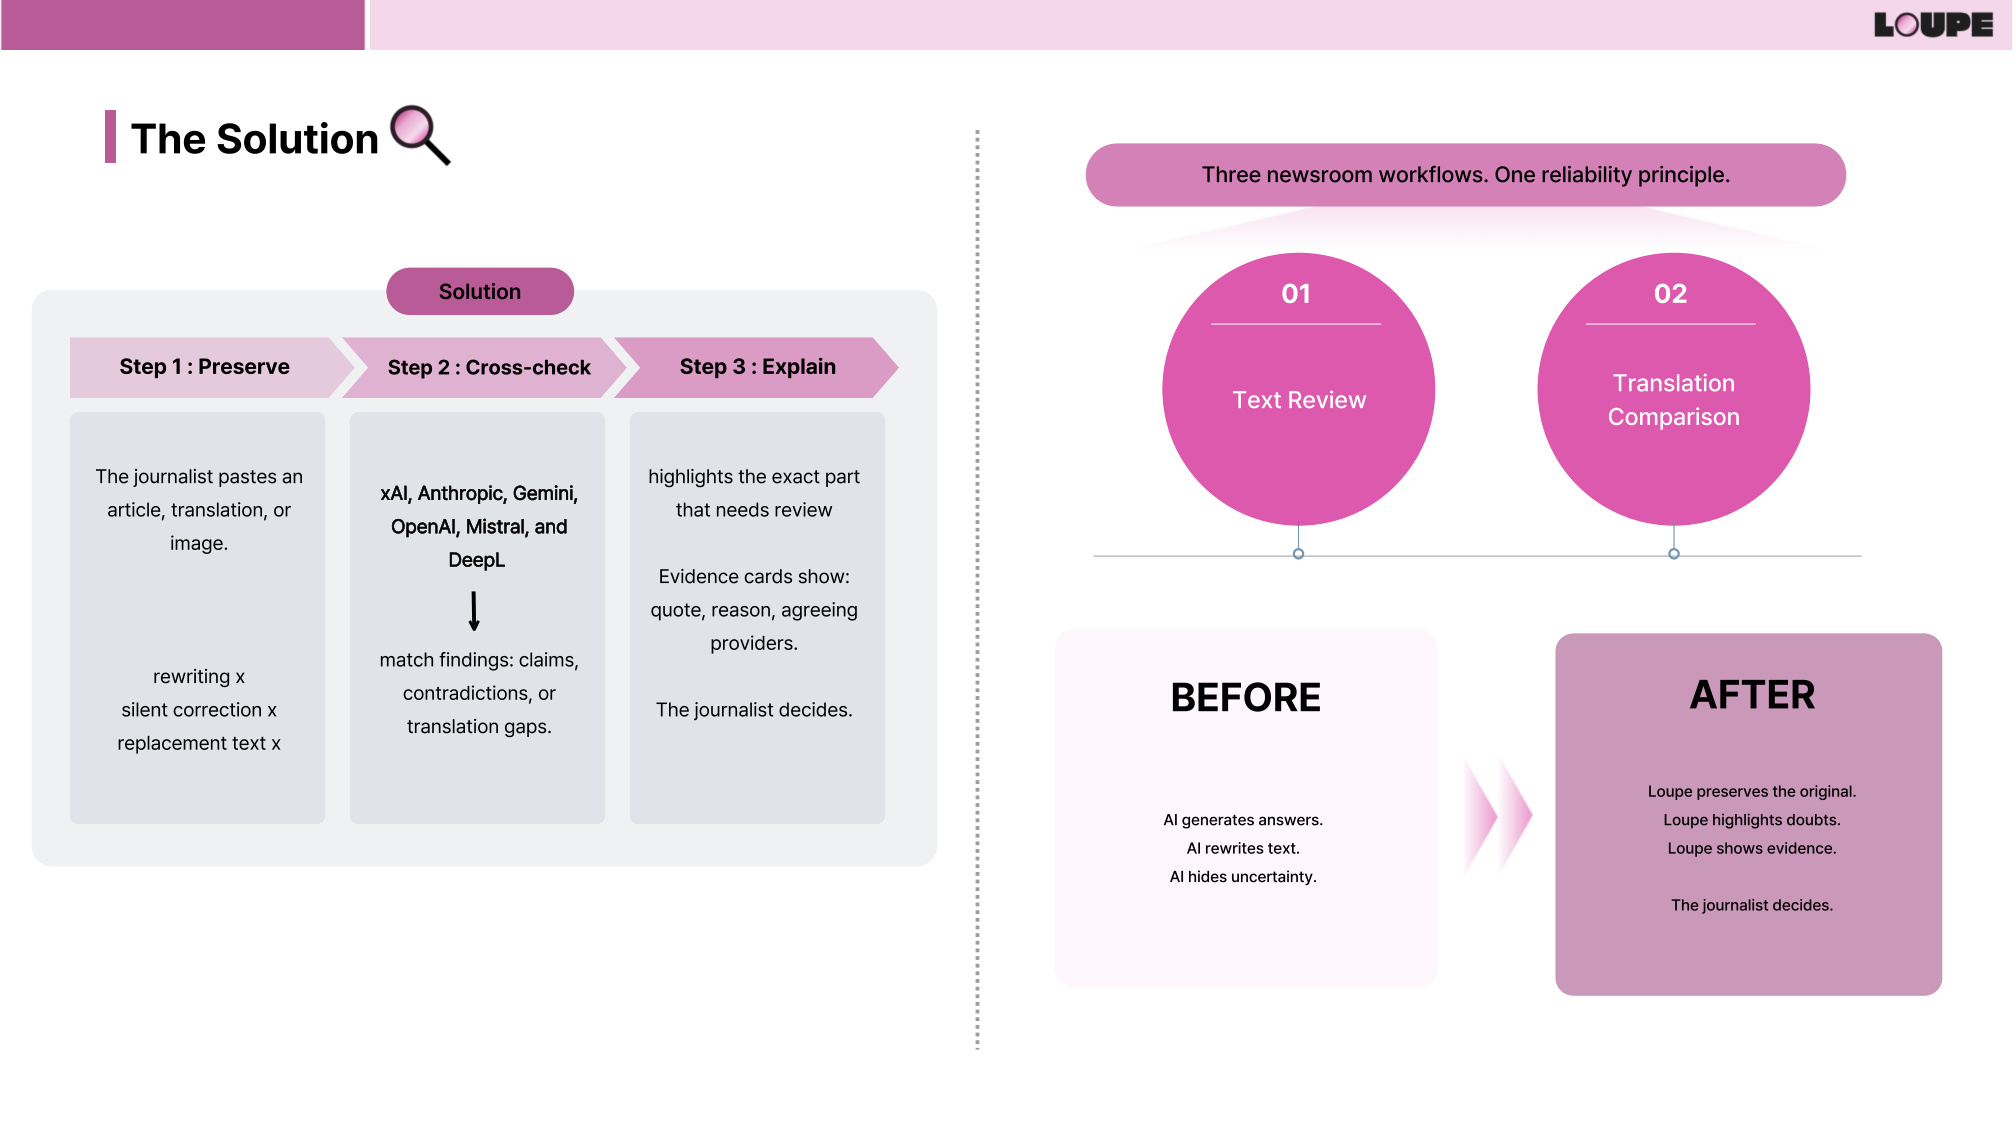 LOUPE
The Solution
Solution
Step 1 : Preserve
Step 2 : Cross-check
Step 3 : Explain
The journalist pastes an
article, translation, or
image.
rewriting x
silent correction x
replacement text x
xAI, Anthropic, Gemini,
OpenAI, Mistral, and
DeepL
match findings: claims,
contradictions, or
translation gaps.
highlights the exact part
that needs review
Evidence cards show:
quote, reason, agreeing
providers.
The journalist decides.
Three newsroom workflows. One reliability principle.
01
Text Review
02
Translation
Comparison
BEFORE
AI generates answers.
AI rewrites text.
AI hides uncertainty.
AFTER
Loupe preserves the original.
Loupe highlights doubts.
Loupe shows evidence.
The journalist decides.